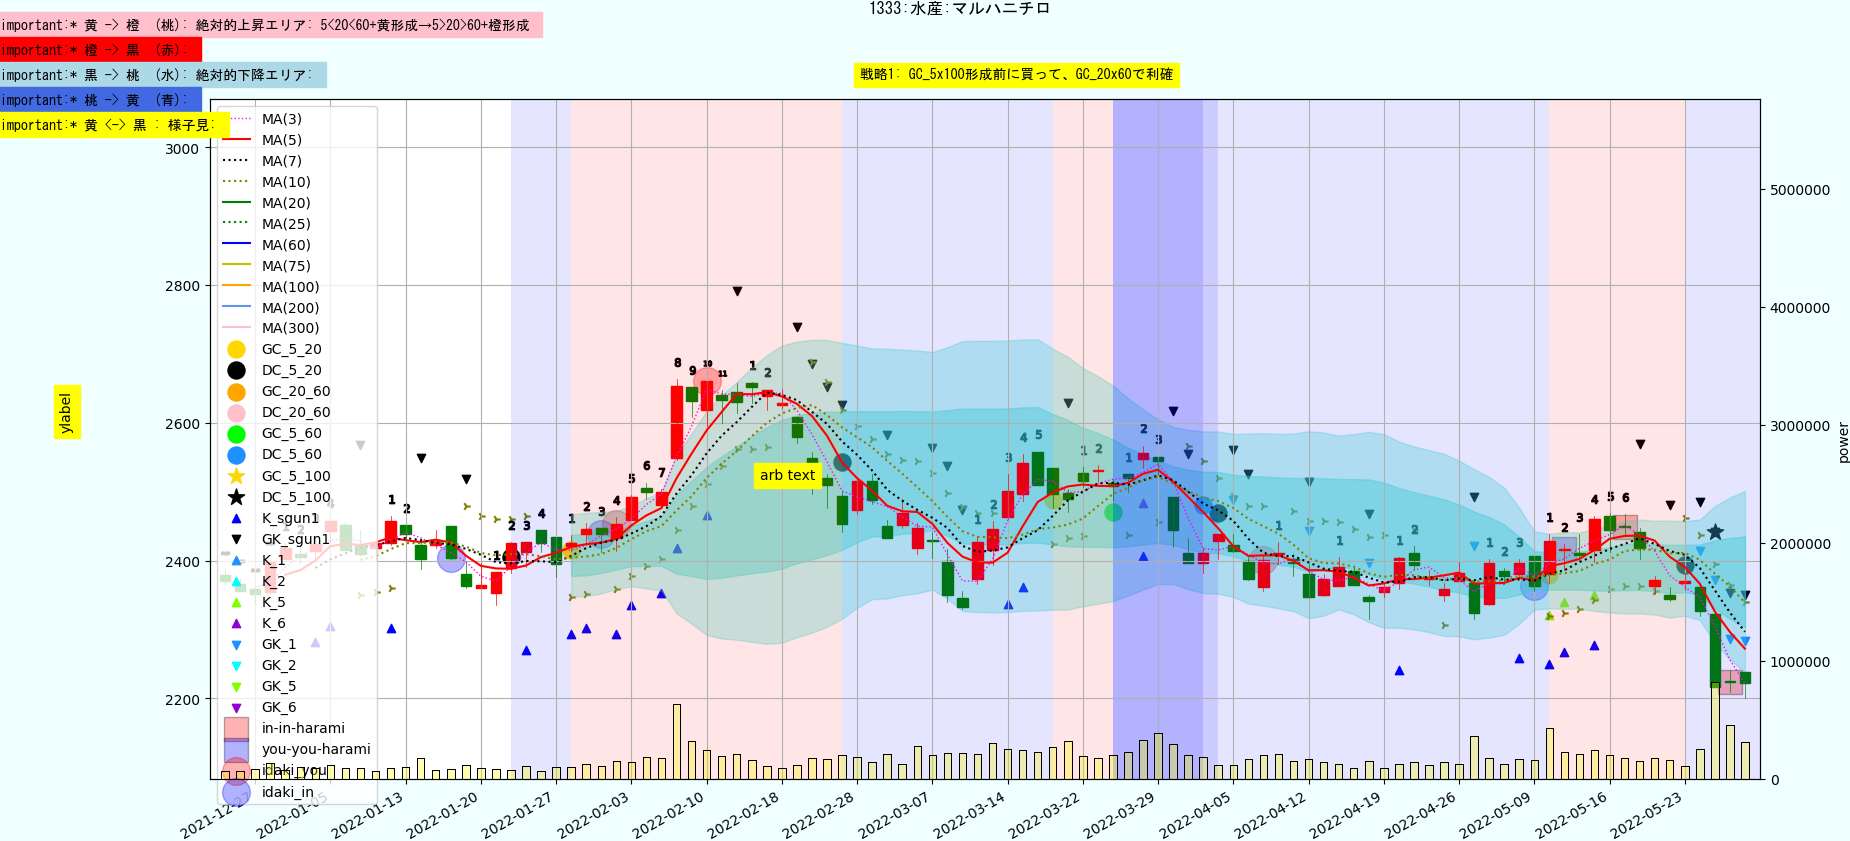 1333:水産:マルハニチロ
important:* 黄 -> 橙 (桃): 絶対的上昇エリア: 5<20<60+黄形成→5>20>60+橙形成
important:* 橙 -> 黒 (赤):
important:* 黒 -> 桃 (水): 絶対的下降エリア:
戦略1: GC_5x100形成前に買って、GC_20x60で利確
important:* 桃 -> 黄 (青):
important:* 黄 <-> 黒 : 様子見:
MA(3)
MA(5)
MA(7)
MA(10)
MA(20)
MA(25)
MA(60)
MA(75)
MA(100)
MA(200)
MA(300)
GC_5_20
DC_5_20
GC_20_60
DC_20_60
GC_5_60
DC_5_60
GC_5_100
DC_5_100
K_sgun1
GK_sgun1
K_1
K_2
K_5
K_6
GK_1
GK_2
GK_5
GK_6
in-in-harami
you-you-harami
idaki_you
idaki_in
3000
2800
2600
2400
2200
ylabel
arb text
5000000
4000000
3000000
2000000
1000000
0
power
2021-12-27
2022-01-05
2022-01-13
2022-01-20
2022-01-27
2022-02-03
2022-02-10
2022-02-18
2022-02-28
2022-03-07
2022-03-14
2022-03-22
2022-03-29
2022-04-05
2022-04-12
2022-04-19
2022-04-26
2022-05-09
2022-05-16
2022-05-23